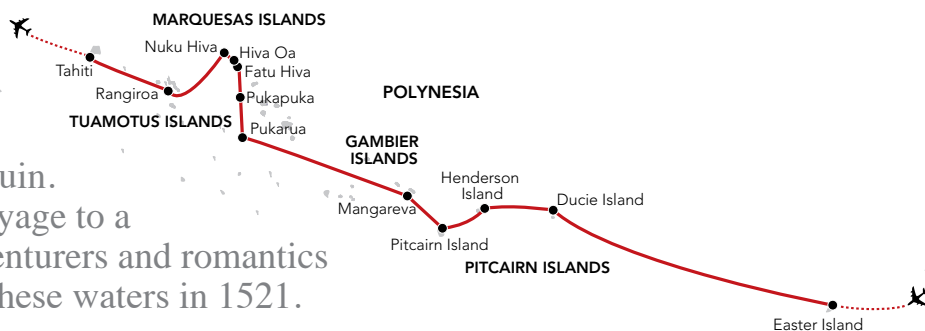 MARQUESAS ISLANDS
Nuku Hiva
Hiva Oa
Tahiti
Fatu Hiva
Rangiroa
Pukapuka
POLYNESIA
TUAMOTUS ISLANDS
Pukarua
GAMBIER
ISLANDS
Henderson
Island
Ducie Island
Mangareva
Pitcairn Island
PITCAIRN ISLANDS
Easter Island
uin.
yage to a
enturers and romantics
hese waters in 1521.